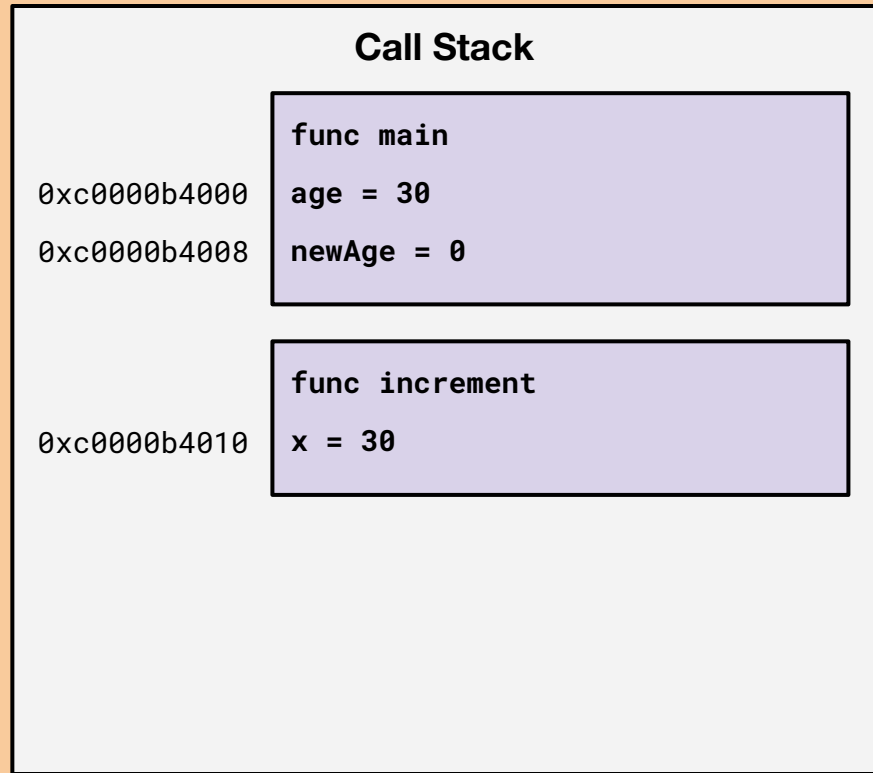 Call Stack
func main
0xc0000b4000 age = 30
0xc0000b4008 newAge = 0
func increment
0xc0000b4010 x = 30